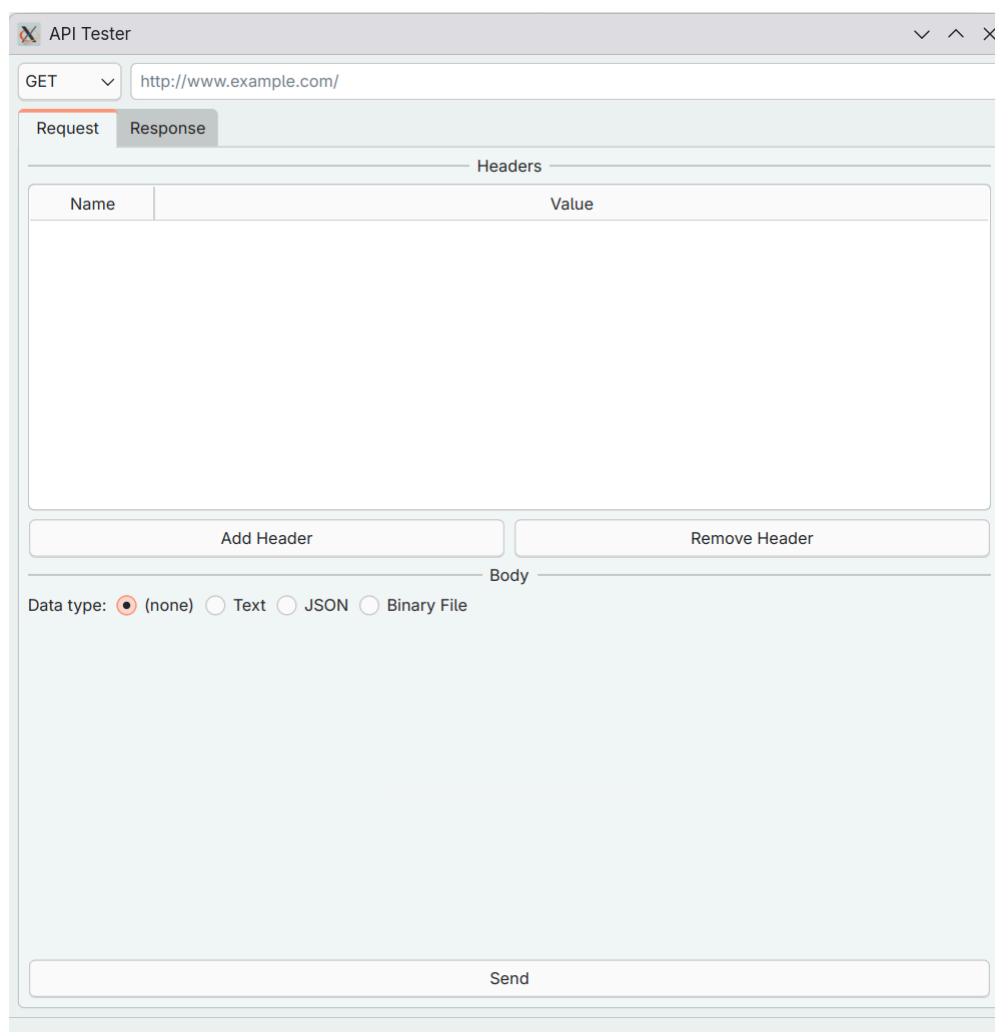 API Tester
GET http://www.example.com/
Request Response
Headers
Name Value
Add Header Remove Header
Body
Data type: (none) Text JSON Binary File
Send